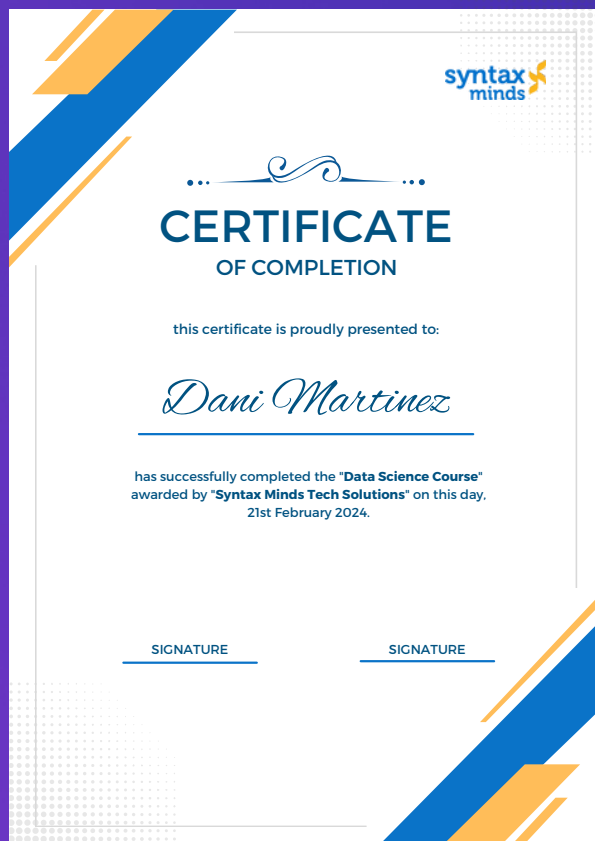 syntax
minds
CERTIFICATE
OF COMPLETION
this certificate is proudly presented to:
Dani Martinez
has successfully completed the "Data Science Course"
awarded by "Syntax Minds Tech Solutions" on this day,
21st February 2024.
SIGNATURE
SIGNATURE